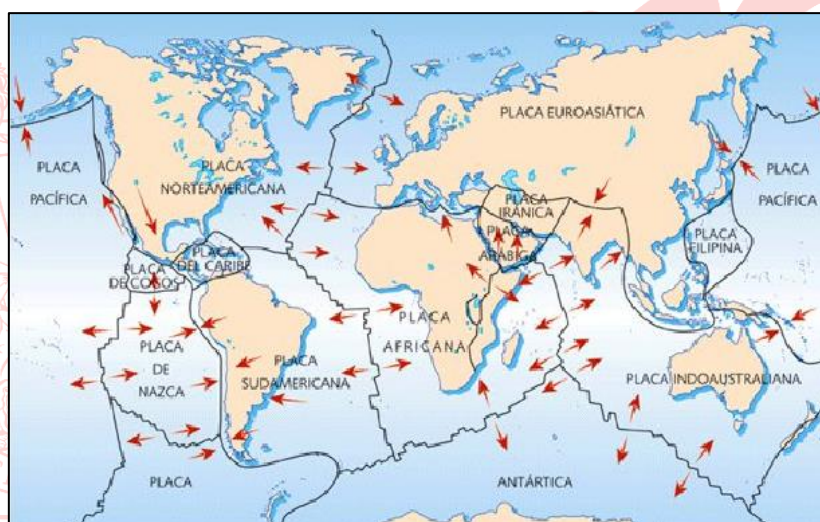 PLACA EUROASIÁTICA
PLACA
PACÍFICA
PLACA
NORTEAMERICANA
PLACA
IRÁNICA
PLACA
ARÁBIGA
PLACA
PACÍFICA
PLACA
FILIPINA
PLACA
DEL CARIBE
PLACA
DE COCOS
PLACA
AFRICANA
PLACA
DE
NAZCA
PLACA
SUDAMERICANA
PLACA INDOAUSTRALIANA
PLACA
ANTÁRTICA